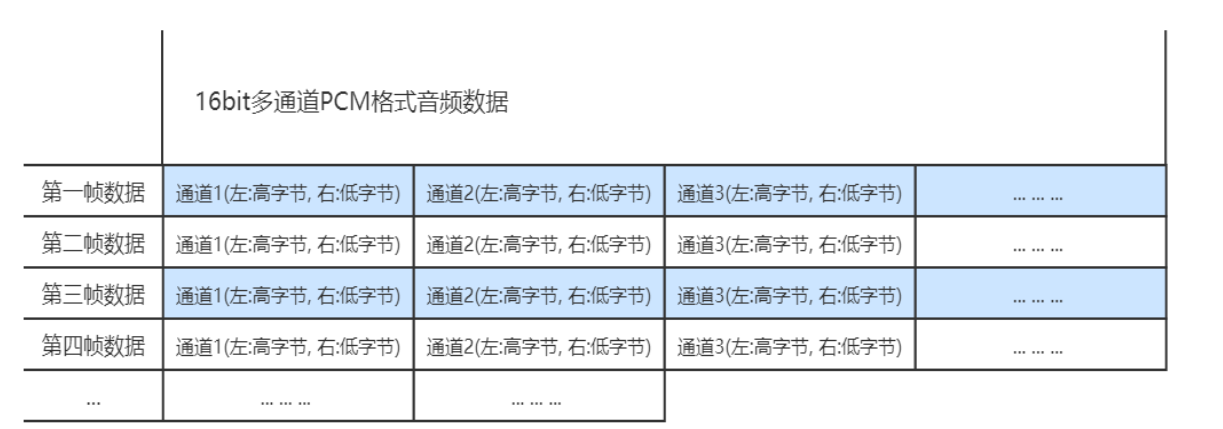 16bit多通道PCM格式音频数据
第一帧数据 通道1(左:高字节, 右:低字节) 通道2(左:高字节, 右:低字节) 通道3(左:高字节, 右:低字节) ... ... ...
第二帧数据 通道1(左:高字节, 右:低字节) 通道2(左:高字节, 右:低字节) 通道3(左:高字节, 右:低字节) ... ... ...
第三帧数据 通道1(左:高字节, 右:低字节) 通道2(左:高字节, 右:低字节) 通道3(左:高字节, 右:低字节) ... ... ...
第四帧数据 通道1(左:高字节, 右:低字节) 通道2(左:高字节, 右:低字节) 通道3(左:高字节, 右:低字节) ... ... ...
... ... ... ... ... ... ...